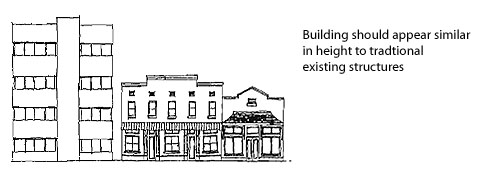 Building should appear similar
in height to tradtional
existing structures